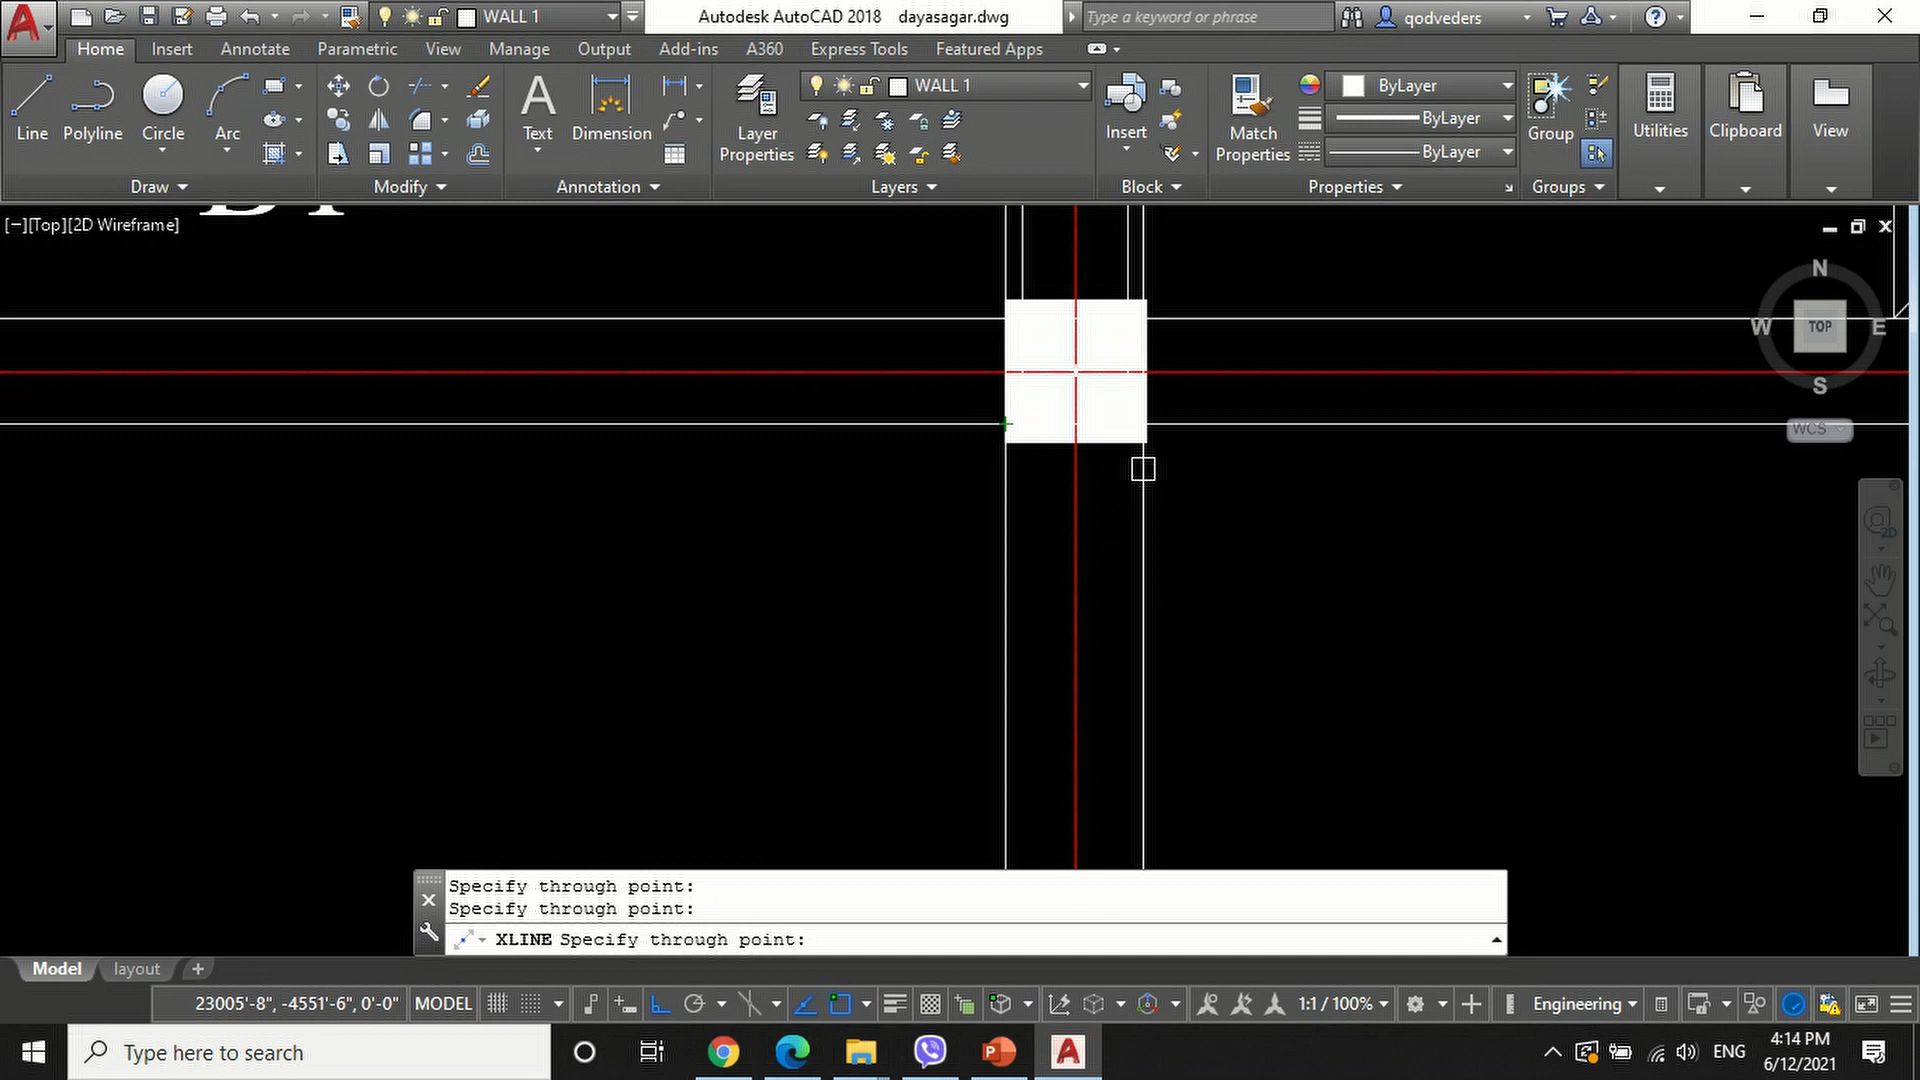 WALL 1
Autodesk AutoCAD 2018 dayasagar.dwg
Type a keyword or phrase
qodveders
Home Insert Annotate Parametric View Manage Output Add-ins A360 Express Tools Featured Apps
Line Polyline Circle Arc
Text Dimension
Layer Properties
WALL 1
Insert
Match Properties
ByLayer
ByLayer
ByLayer
Group
Utilities Clipboard View
Draw Modify Annotation Layers Block Properties Groups
[−][Top][2D Wireframe]
N
W TOP E
S
WCS
2D
Specify through point:
Specify through point:
XLINE Specify through point:
Model layout +
23005'-8", -4551'-6", 0'-0" MODEL 1:1 / 100% Engineering
Type here to search
ENG
4:14 PM
6/12/2021